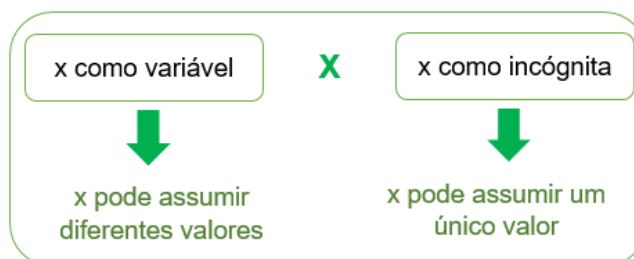 x como variável
X
x como incógnita
x pode assumir
diferentes valores
x pode assumir um
único valor